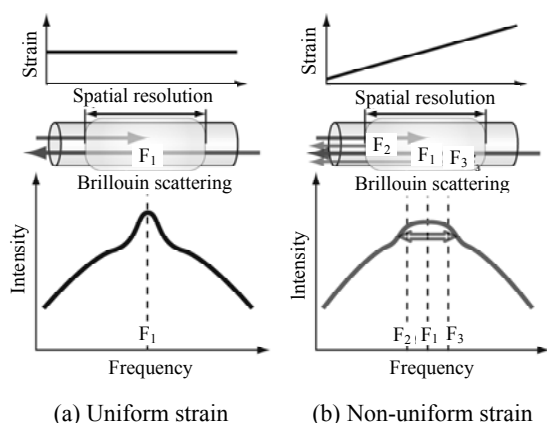 Strain
Spatial resolution
F1
Brillouin scattering
Intensity
F1
Frequency
(a) Uniform strain
Strain
Spatial resolution
F2 F1 F3
Brillouin scattering
Intensity
F2 F1 F3
Frequency
(b) Non-uniform strain